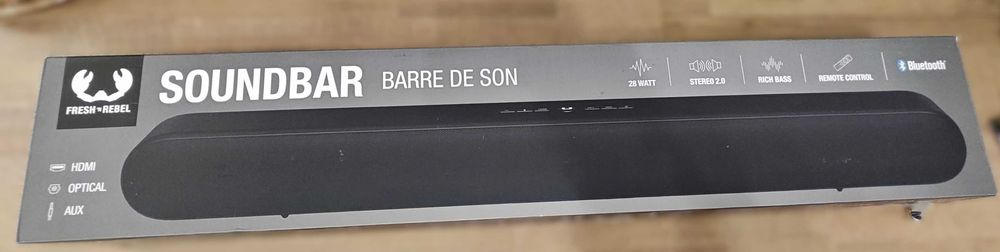 FRESH 'N REBEL
SOUNDBAR BARRE DE SON
28 WATT
STEREO 2.0
RICH BASS
REMOTE CONTROL
Bluetooth
HDMI
OPTICAL
AUX